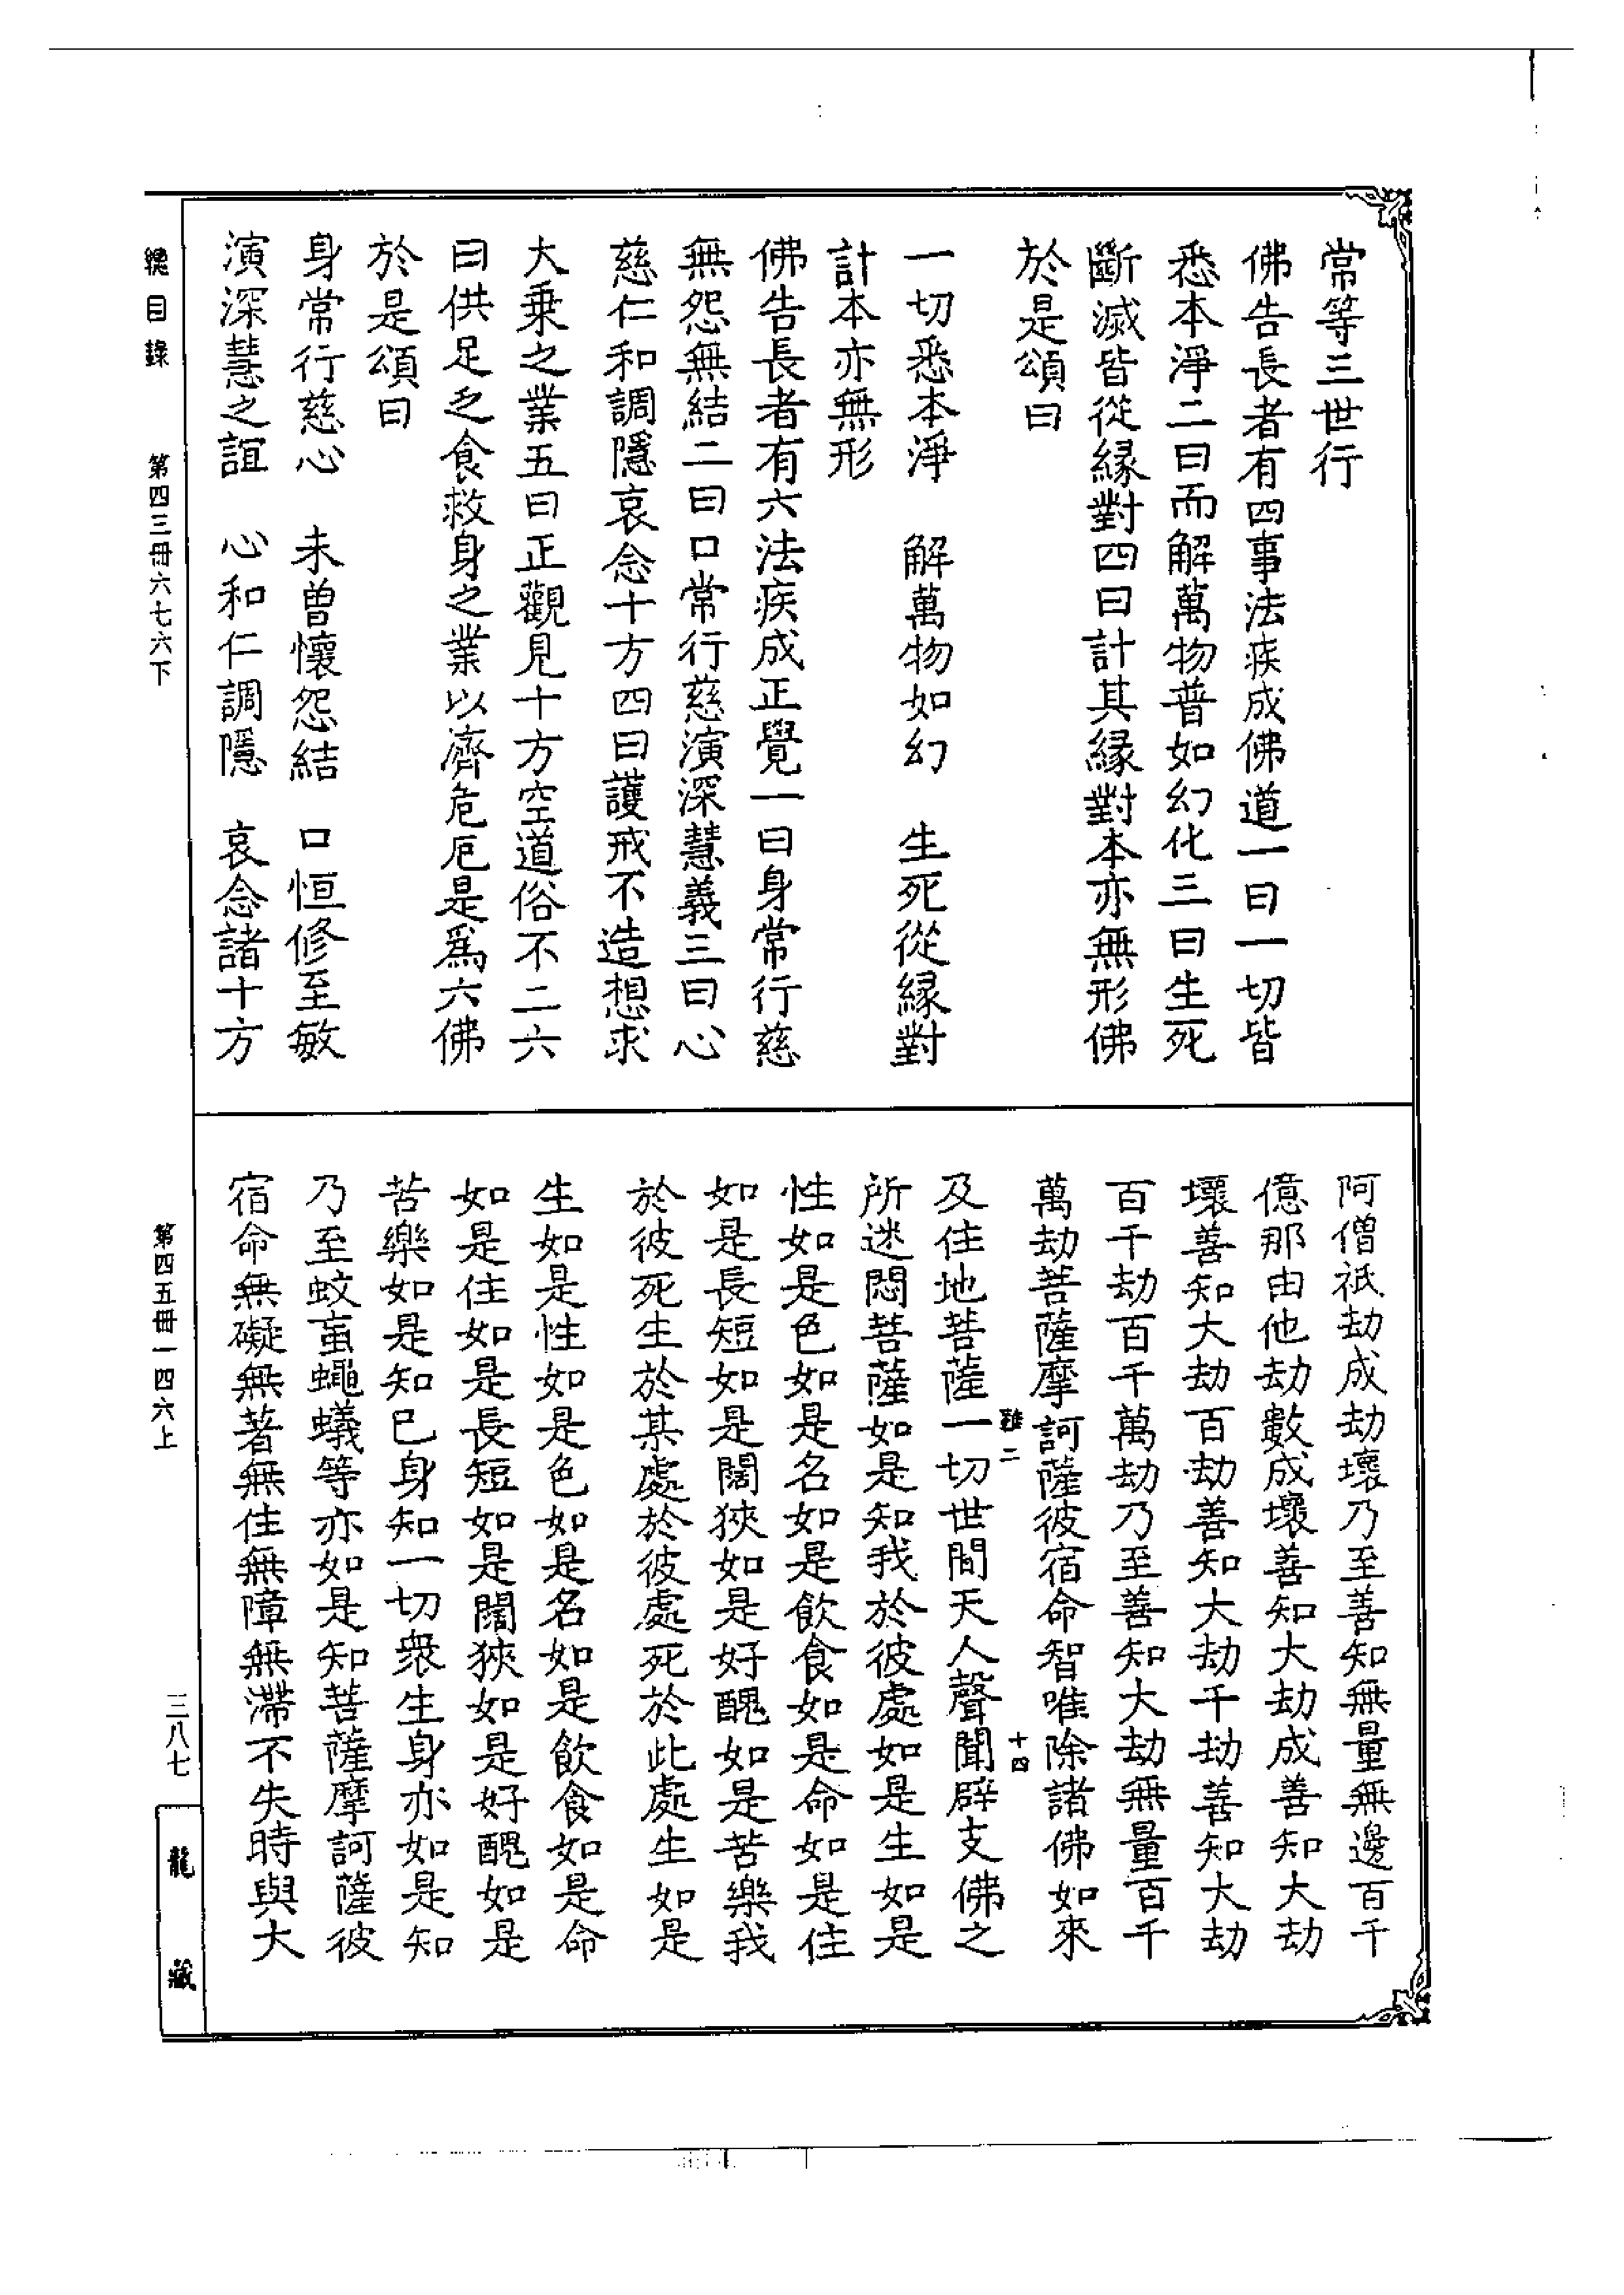 常等三世行
佛告長者有四事法疾成佛道一曰一切皆
悉本淨二曰而解萬物普如幻化三曰生死
斷滅皆從緣對四曰計其緣對本亦無形佛
於是頌曰
一切悉本淨　解萬物如幻　生死從緣對
計本亦無形
佛告長者有六法疾成正覺一曰身常行慈
無怨無結二曰口常行慈演深慧義三曰心
慈仁和調隱哀念十方四曰護戒不造想求
大乘之業五曰正觀見十方空道俗不二六
曰供足乏食救身之業以濟危厄是爲六佛
於是頌曰
身常行慈心　未曾懷怨結　口恒修至敏
演深慧之誼　心和仁調隱　哀念諸十方
阿僧祇劫成劫壞乃至善知無量無邊百千
億那由他劫數成壞善知大劫成善知大劫
壞善知大劫百劫善知大劫千劫善知大劫
百千劫百千萬劫乃至善知大劫無量百千
萬劫菩薩摩訶薩彼宿命智唯除諸佛如來
雜二　十四
及住地菩薩一切世間天人聲聞辟支佛之
所迷悶菩薩如是知我於彼處如是生如是
性如是色如是名如是飲食如是命如是住
如是長短如是闊狹如是好醜如是苦樂我
於彼死生於某處於彼處死於此處生如是
生如是性如是色如是名如是飲食如是命
如是住如是長短如是闊狹如是好醜如是
苦樂如是知已身知一切衆生身亦如是知
乃至蚊䖟蠅蟻等亦如是知菩薩摩訶薩彼
宿命無礙無著無住無障無滯不失時與大
總目錄　第四三冊六七六下　第四五冊一四六上　三八七
龍藏